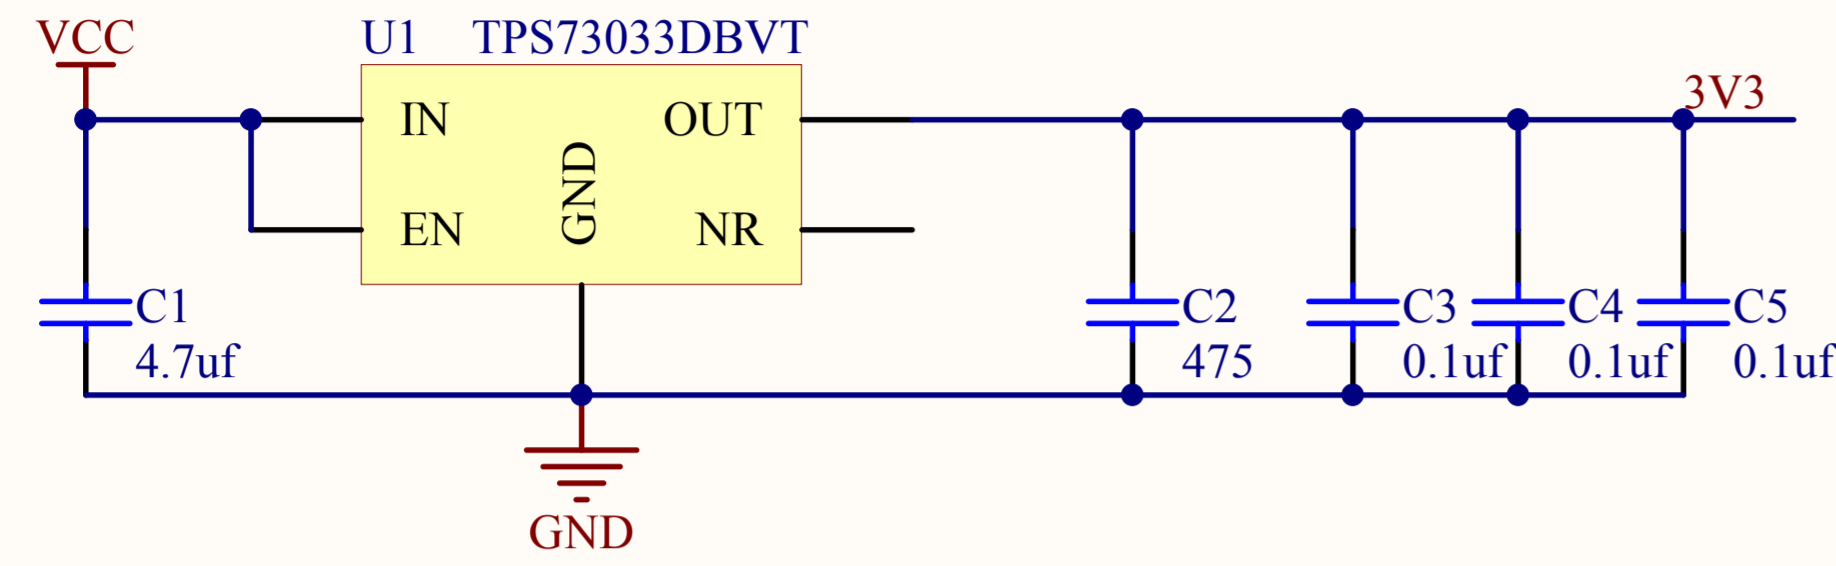 VCC
U1 TPS73033DBVT
3V3
IN
OUT
GND
EN
NR
C1
4.7uf
C2
475
C3
0.1uf
C4
0.1uf
C5
0.1uf
GND